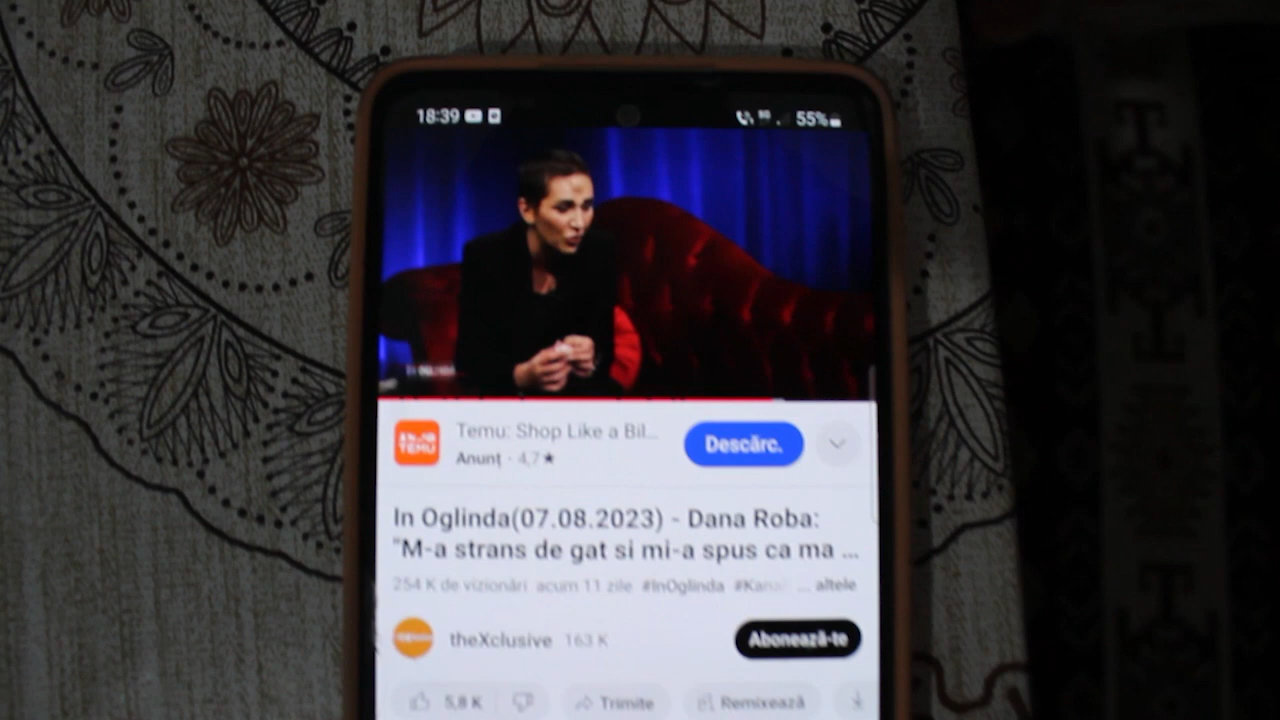 18:39
55%
Temu: Shop Like a Bil...
TEMU
Descărc.
Anunț · 4,7★
In Oglinda(07.08.2023) - Dana Roba:
"M-a strans de gat si mi-a spus ca ma ...
254 K de vizionări acum 11 zile #InOglinda ... altele
theXclusive 163 K
Abonează-te
5,8 K
Trimite
Remixează